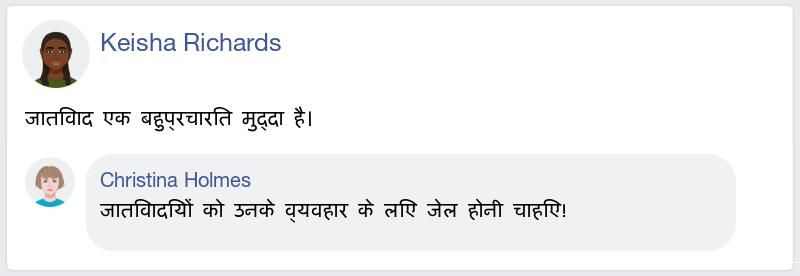 Keisha Richards
जातिवाद एक बहुप्रचारित मुद्दा है।
Christina Holmes
जातिवादियों को उनके व्यवहार के लिए जेल होनी चाहिए!